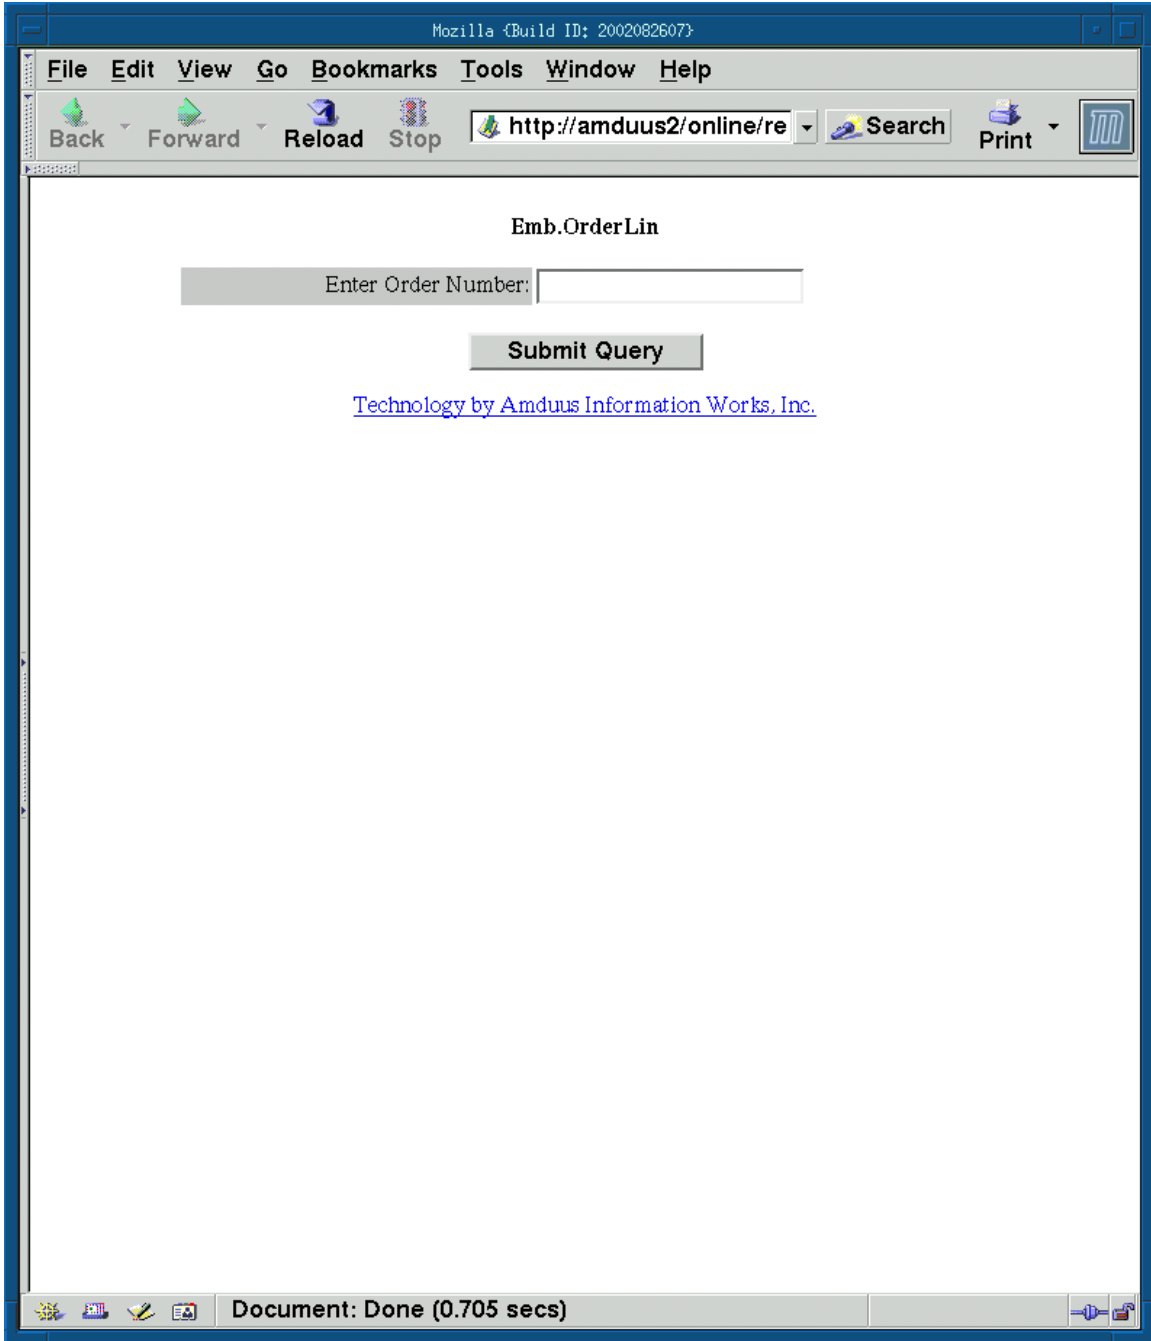 Mozilla {Build ID: 2002082607}
File Edit View Go Bookmarks Tools Window Help
Back Forward Reload Stop http://amduus2/online/re Search Print
Emb.OrderLin
Enter Order Number:
Submit Query
Technology by Amduus Information Works, Inc.
Document: Done (0.705 secs)